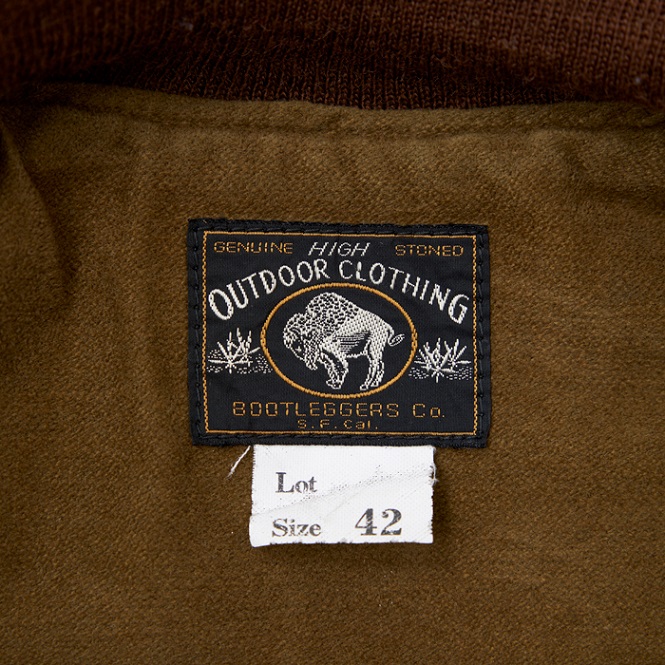 GENUINE HIGH STONED
OUTDOOR CLOTHING
BOOTLEGGERS Co.
S.F. Cal.
Lot
Size 42